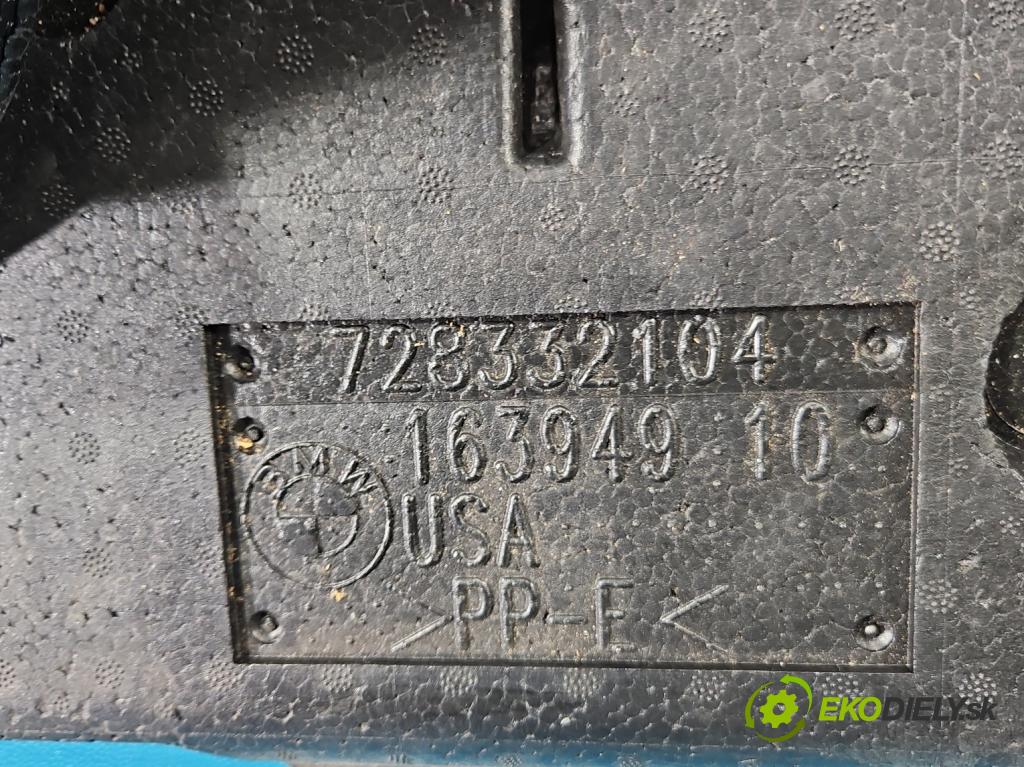 728332104
163949 10
BMW
USA
>PP-E<
EKODIELY.sk